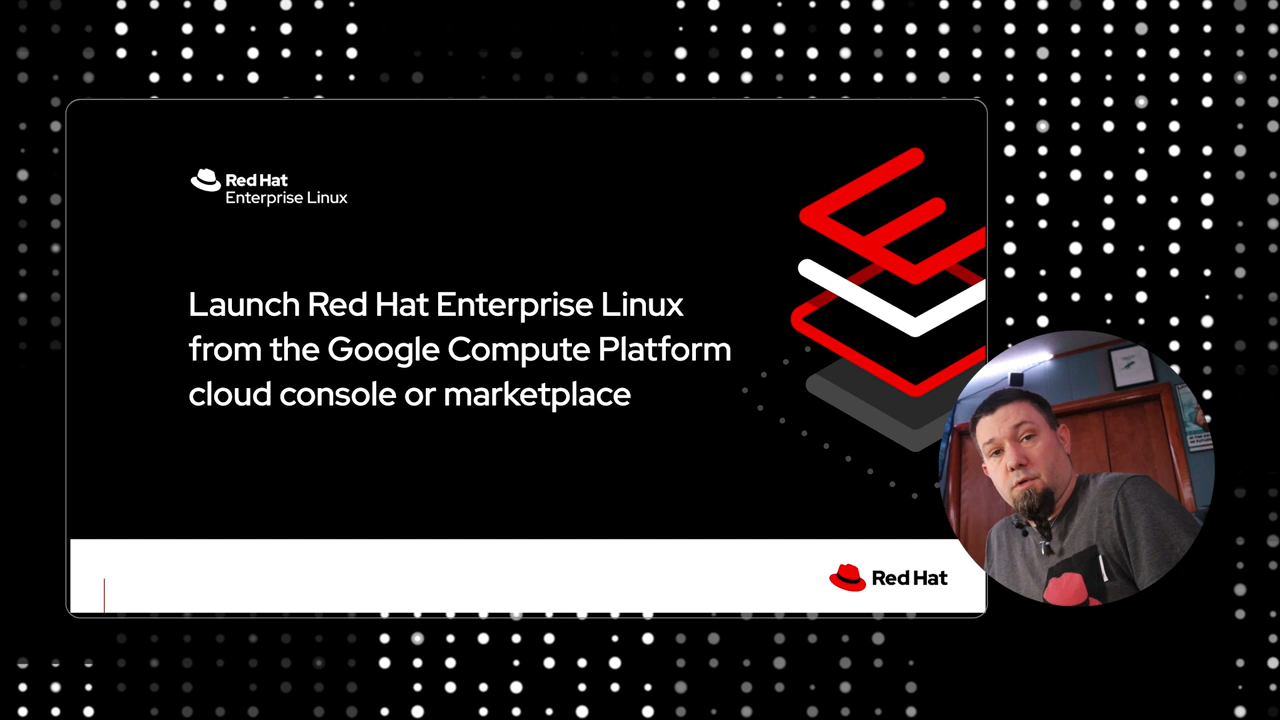 Red Hat
Enterprise Linux
Launch Red Hat Enterprise Linux
from the Google Compute Platform
cloud console or marketplace
Red Hat